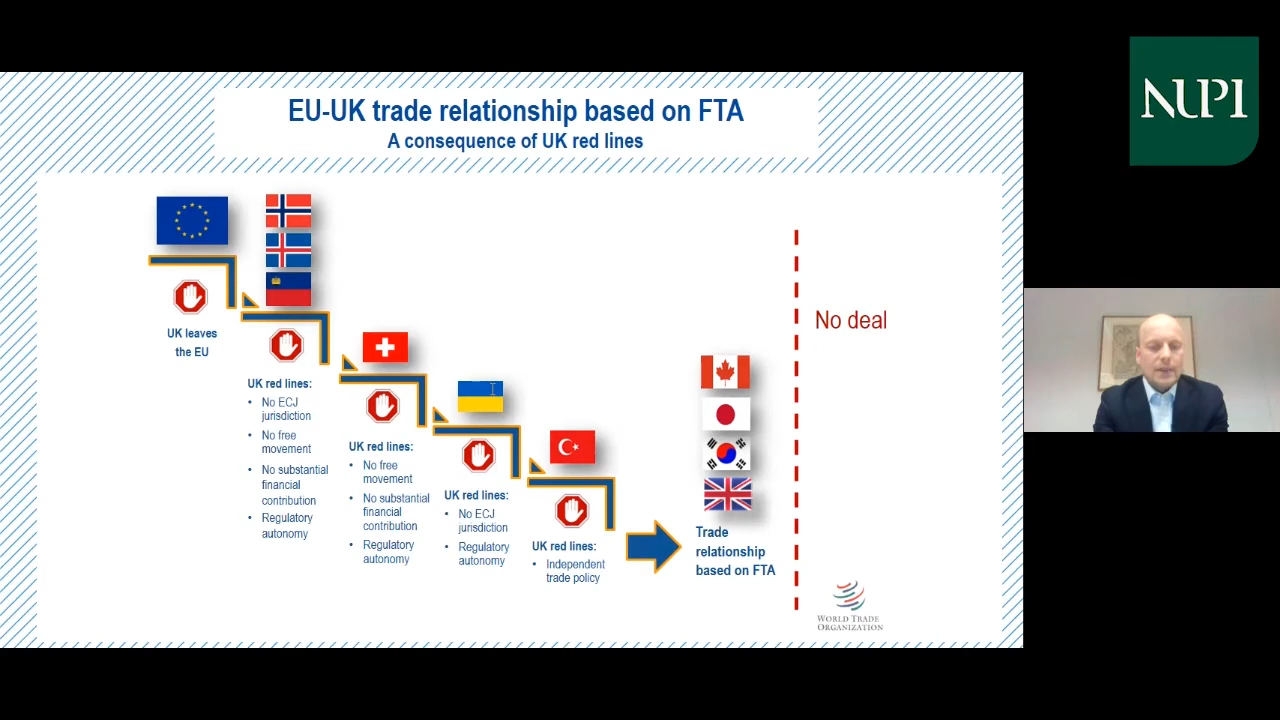 EU-UK trade relationship based on FTA
A consequence of UK red lines
UK leaves
the EU
UK red lines:
• No ECJ
jurisdiction
• No free
movement
• No substantial
financial
contribution
• Regulatory
autonomy
UK red lines:
• No free
movement
• No substantial
financial
contribution
• Regulatory
autonomy
UK red lines:
• No ECJ
jurisdiction
• Regulatory
autonomy
UK red lines:
• Independent
trade policy
Trade
relationship
based on FTA
No deal
WORLD TRADE
ORGANIZATION
NUPI